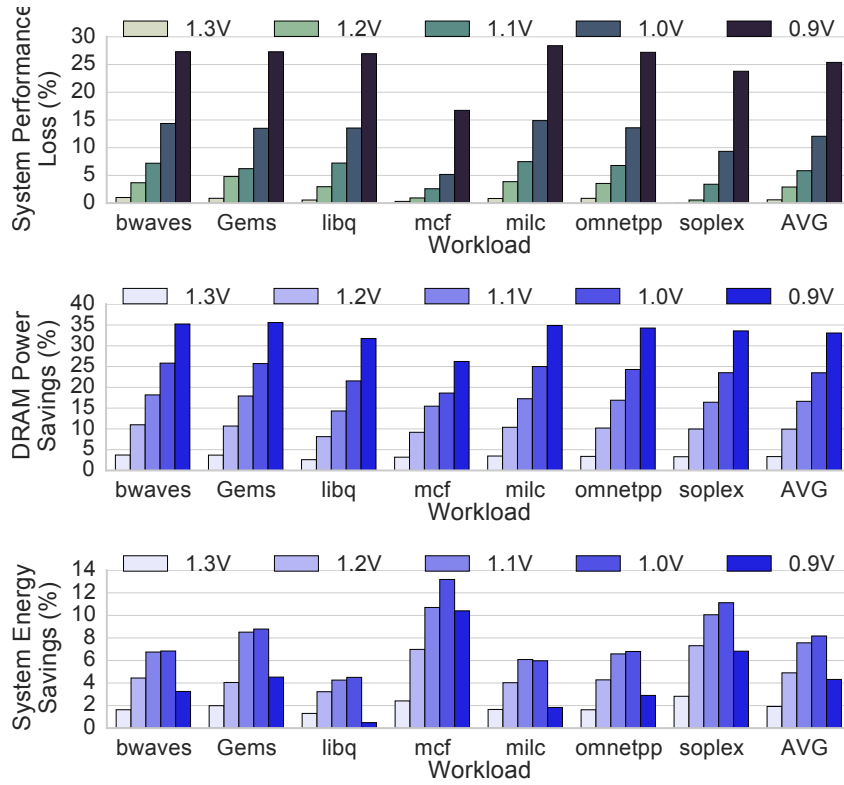 1.3V 1.2V 1.1V 1.0V 0.9V
System Performance
Loss (%)
30
25
20
15
10
5
0
bwaves Gems libq mcf milc omnetpp soplex AVG
Workload
1.3V 1.2V 1.1V 1.0V 0.9V
DRAM Power
Savings (%)
40
35
30
25
20
15
10
5
0
bwaves Gems libq mcf milc omnetpp soplex AVG
Workload
1.3V 1.2V 1.1V 1.0V 0.9V
System Energy
Savings (%)
14
12
10
8
6
4
2
0
bwaves Gems libq mcf milc omnetpp soplex AVG
Workload